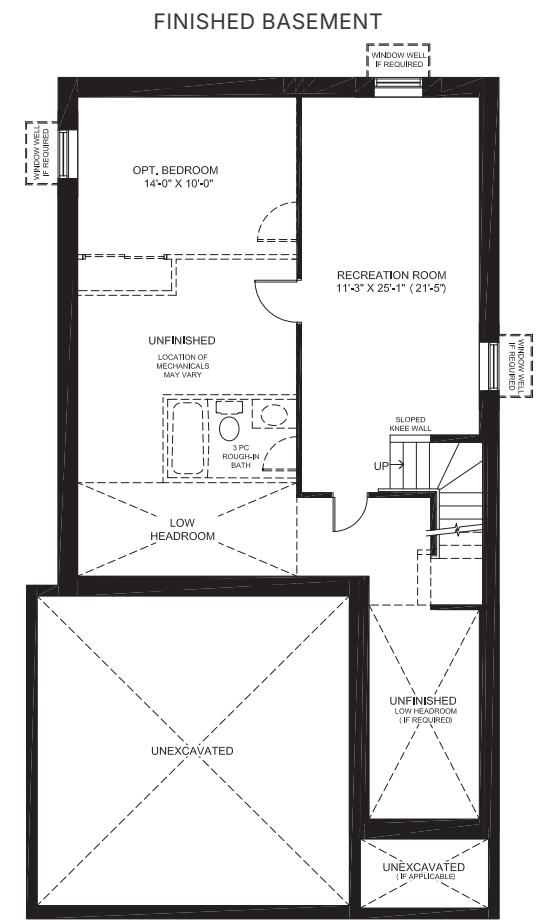 FINISHED BASEMENT
WINDOW WELL
IF REQUIRED
WINDOW WELL
IF REQUIRED
OPT. BEDROOM
14'-0" X 10'-0"
RECREATION ROOM
11'-3" X 25'-1" ( 21'-5")
UNFINISHED
LOCATION OF
MECHANICALS
MAY VARY
WINDOW WELL
IF REQUIRED
SLOPED
KNEE WALL
3 PC
ROUGH-IN
BATH
UP
LOW
HEADROOM
UNFINISHED
LOW HEADROOM
( IF REQUIRED)
UNEXCAVATED
UNEXCAVATED
( IF APPLICABLE)